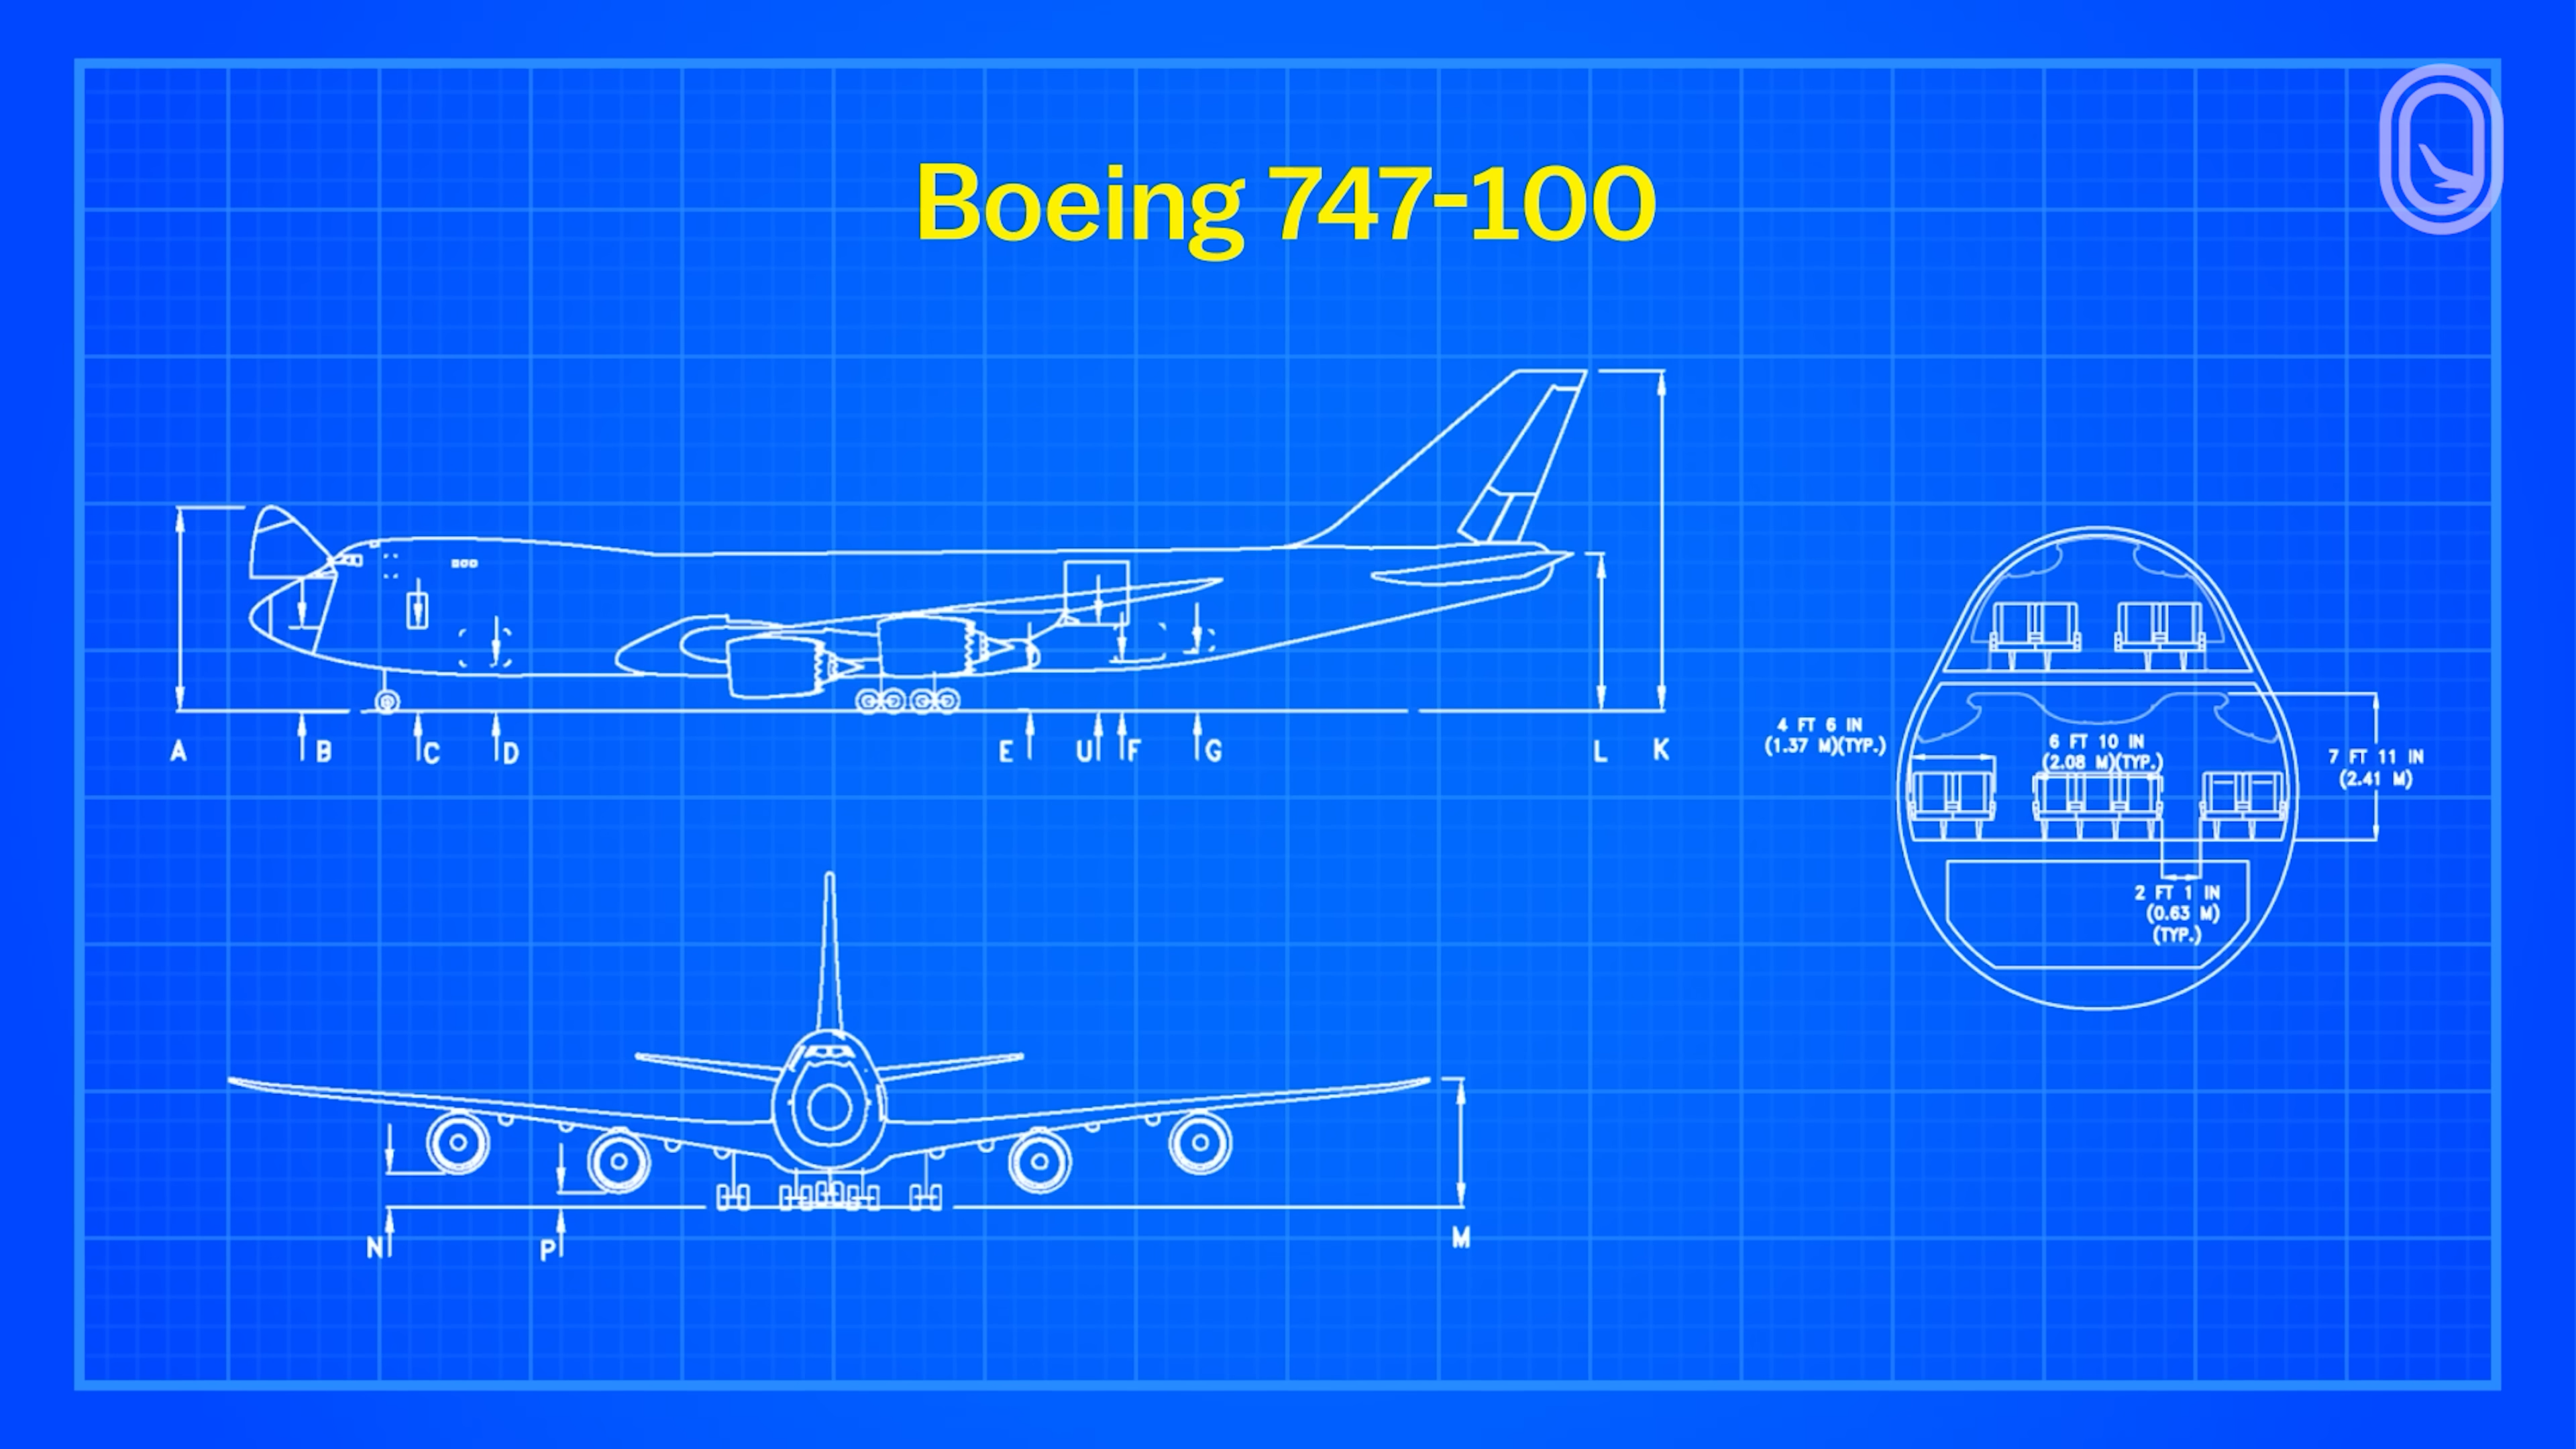 Boeing 747-100
A
B
C
D
E
U
F
G
L
K
4 FT 6 IN
(1.37 M)(TYP.)
6 FT 10 IN
(2.08 M)(TYP.)
7 FT 11 IN
(2.41 M)
2 FT 1 IN
(0.63 M)
(TYP.)
N
P
M